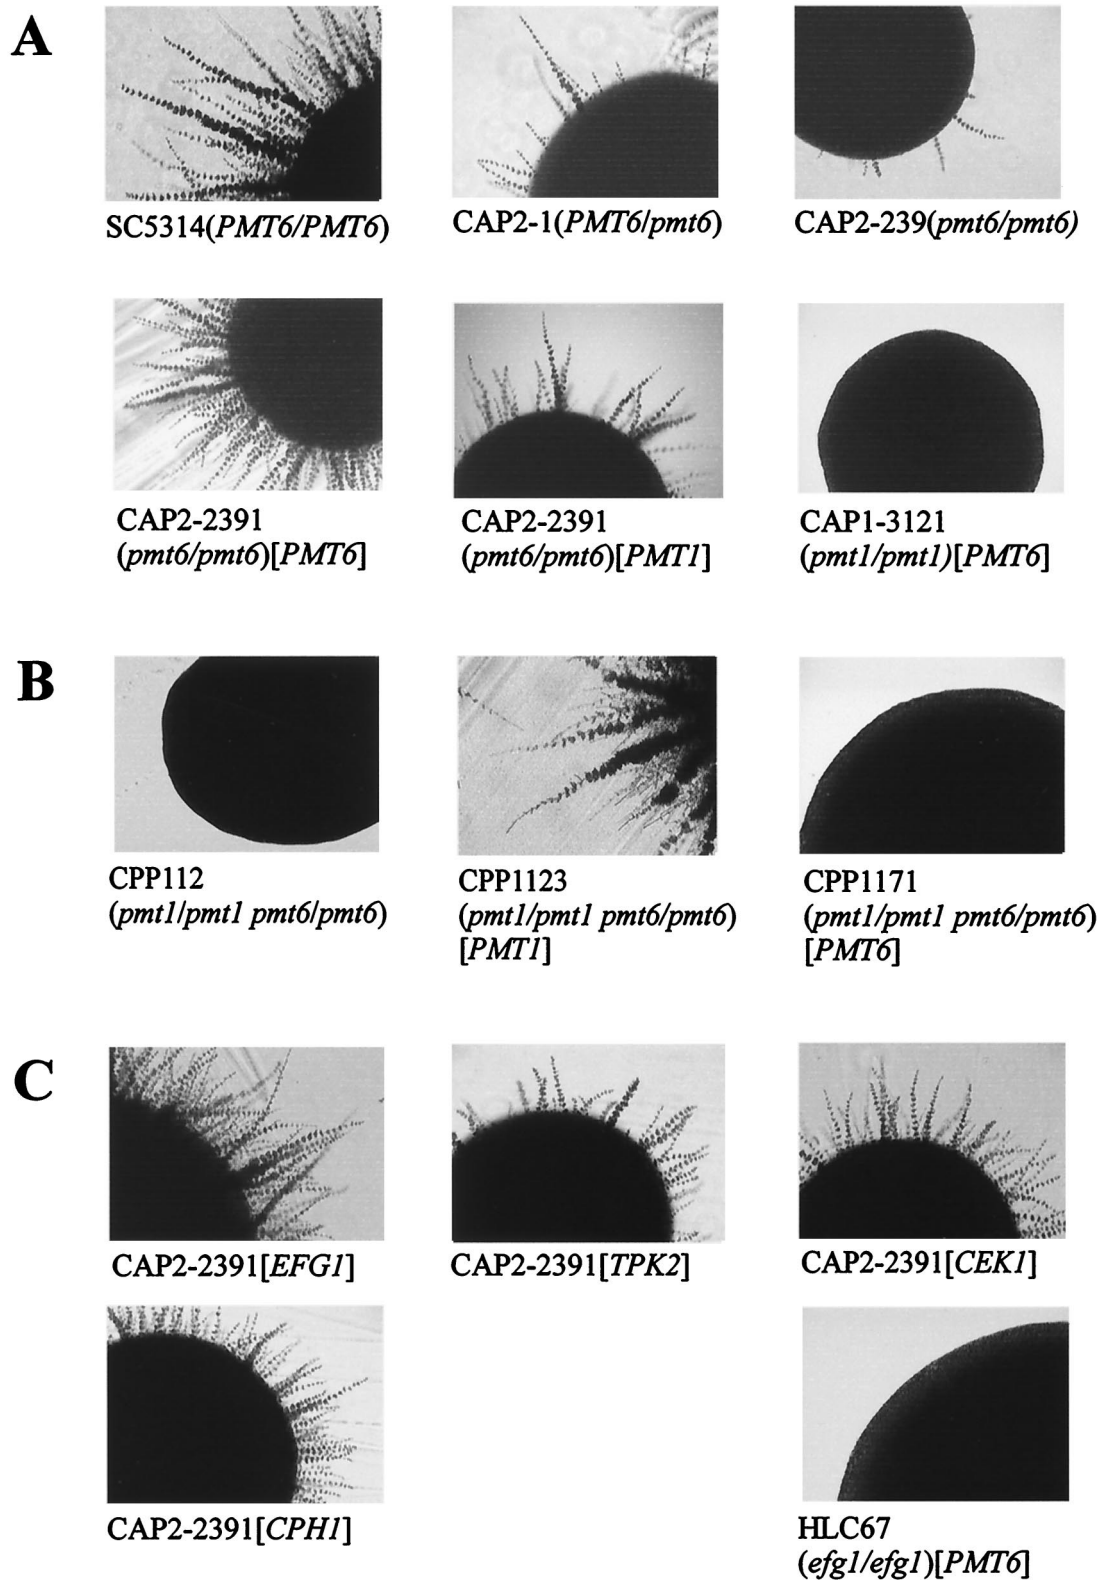 A
SC5314(PMT6/PMT6)
CAP2-1(PMT6/pmt6)
CAP2-239(pmt6/pmt6)
CAP2-2391
(pmt6/pmt6)[PMT6]
CAP2-2391
(pmt6/pmt6)[PMT1]
CAP1-3121
(pmt1/pmt1)[PMT6]
B
CPP112
(pmt1/pmt1 pmt6/pmt6)
CPP1123
(pmt1/pmt1 pmt6/pmt6)
[PMT1]
CPP1171
(pmt1/pmt1 pmt6/pmt6)
[PMT6]
C
CAP2-2391[EFG1]
CAP2-2391[TPK2]
CAP2-2391[CEK1]
CAP2-2391[CPH1]
HLC67
(efg1/efg1)[PMT6]